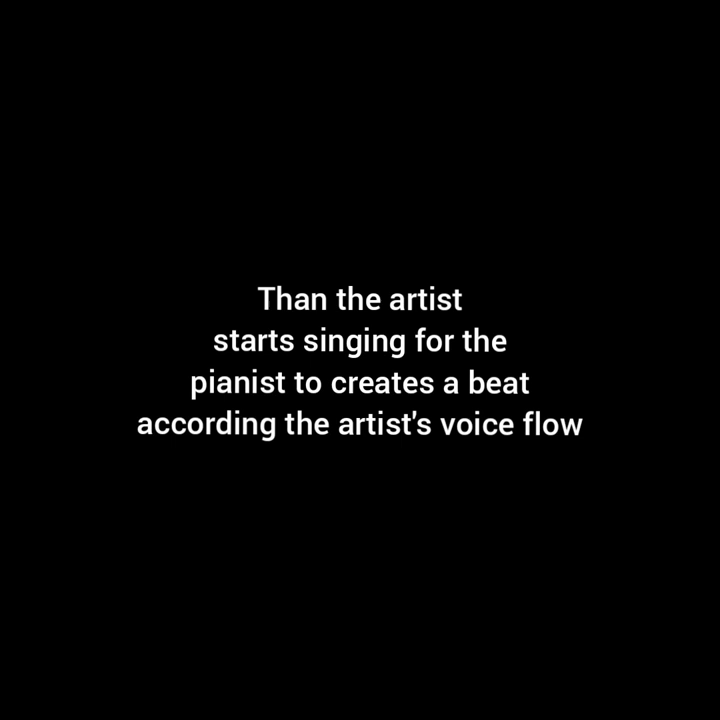 Than the artist
starts singing for the
pianist to creates a beat
according the artist's voice flow